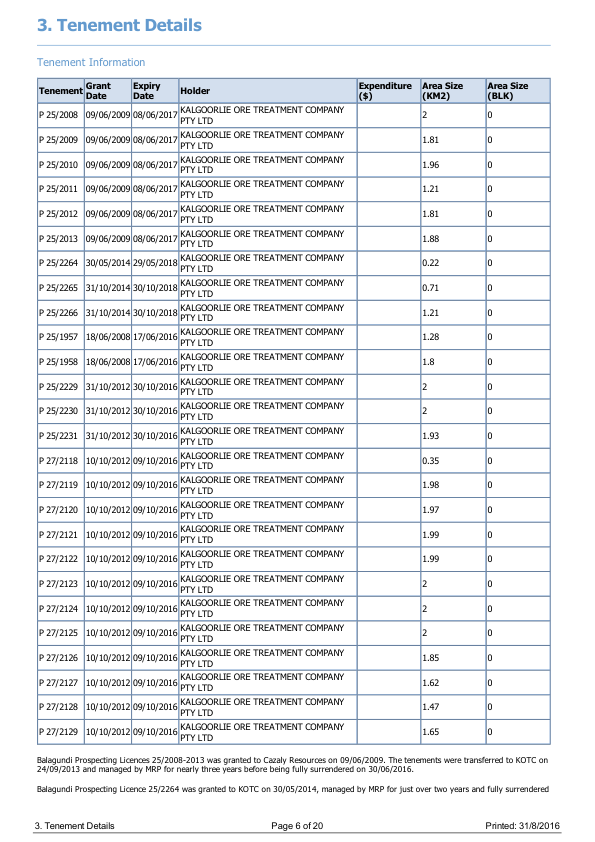 3. Tenement Details
Tenement Information
Tenement Grant Date Expiry Date Holder Expenditure ($) Area Size (KM2) Area Size (BLK)
P 25/2008 09/06/2009 08/06/2017 KALGOORLIE ORE TREATMENT COMPANY PTY LTD 2 0
P 25/2009 09/06/2009 08/06/2017 KALGOORLIE ORE TREATMENT COMPANY PTY LTD 1.81 0
P 25/2010 09/06/2009 08/06/2017 KALGOORLIE ORE TREATMENT COMPANY PTY LTD 1.96 0
P 25/2011 09/06/2009 08/06/2017 KALGOORLIE ORE TREATMENT COMPANY PTY LTD 1.21 0
P 25/2012 09/06/2009 08/06/2017 KALGOORLIE ORE TREATMENT COMPANY PTY LTD 1.81 0
P 25/2013 09/06/2009 08/06/2017 KALGOORLIE ORE TREATMENT COMPANY PTY LTD 1.88 0
P 25/2264 30/05/2014 29/05/2018 KALGOORLIE ORE TREATMENT COMPANY PTY LTD 0.22 0
P 25/2265 31/10/2014 30/10/2018 KALGOORLIE ORE TREATMENT COMPANY PTY LTD 0.71 0
P 25/2266 31/10/2014 30/10/2018 KALGOORLIE ORE TREATMENT COMPANY PTY LTD 1.21 0
P 25/1957 18/06/2008 17/06/2016 KALGOORLIE ORE TREATMENT COMPANY PTY LTD 1.28 0
P 25/1958 18/06/2008 17/06/2016 KALGOORLIE ORE TREATMENT COMPANY PTY LTD 1.8 0
P 25/2229 31/10/2012 30/10/2016 KALGOORLIE ORE TREATMENT COMPANY PTY LTD 2 0
P 25/2230 31/10/2012 30/10/2016 KALGOORLIE ORE TREATMENT COMPANY PTY LTD 2 0
P 25/2231 31/10/2012 30/10/2016 KALGOORLIE ORE TREATMENT COMPANY PTY LTD 1.93 0
P 27/2118 10/10/2012 09/10/2016 KALGOORLIE ORE TREATMENT COMPANY PTY LTD 0.35 0
P 27/2119 10/10/2012 09/10/2016 KALGOORLIE ORE TREATMENT COMPANY PTY LTD 1.98 0
P 27/2120 10/10/2012 09/10/2016 KALGOORLIE ORE TREATMENT COMPANY PTY LTD 1.97 0
P 27/2121 10/10/2012 09/10/2016 KALGOORLIE ORE TREATMENT COMPANY PTY LTD 1.99 0
P 27/2122 10/10/2012 09/10/2016 KALGOORLIE ORE TREATMENT COMPANY PTY LTD 1.99 0
P 27/2123 10/10/2012 09/10/2016 KALGOORLIE ORE TREATMENT COMPANY PTY LTD 2 0
P 27/2124 10/10/2012 09/10/2016 KALGOORLIE ORE TREATMENT COMPANY PTY LTD 2 0
P 27/2125 10/10/2012 09/10/2016 KALGOORLIE ORE TREATMENT COMPANY PTY LTD 2 0
P 27/2126 10/10/2012 09/10/2016 KALGOORLIE ORE TREATMENT COMPANY PTY LTD 1.85 0
P 27/2127 10/10/2012 09/10/2016 KALGOORLIE ORE TREATMENT COMPANY PTY LTD 1.62 0
P 27/2128 10/10/2012 09/10/2016 KALGOORLIE ORE TREATMENT COMPANY PTY LTD 1.47 0
P 27/2129 10/10/2012 09/10/2016 KALGOORLIE ORE TREATMENT COMPANY PTY LTD 1.65 0
Balagundi Prospecting Licences 25/2008-2013 was granted to Cazaly Resources on 09/06/2009. The tenements were transferred to KOTC on
24/09/2013 and managed by MRP for nearly three years before being fully surrendered on 30/06/2016.
Balagundi Prospecting Licence 25/2264 was granted to KOTC on 30/05/2014, managed by MRP for just over two years and fully surrendered
3. Tenement Details Page 6 of 20 Printed: 31/8/2016